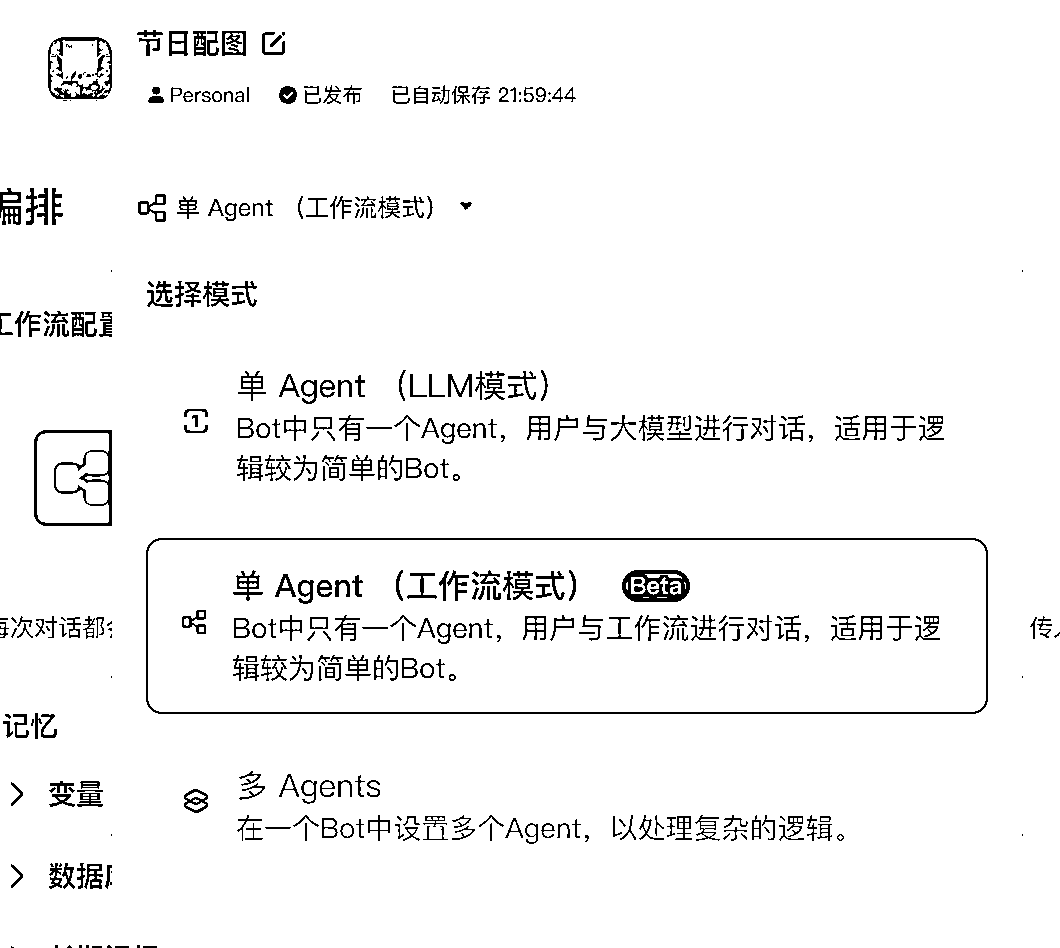 节日配图
Personal 已发布 已自动保存 21:59:44
编排
单 Agent （工作流模式）
选择模式
工作流配置
单 Agent （LLM模式）
Bot中只有一个Agent，用户与大模型进行对话，适用于逻
辑较为简单的Bot。
单 Agent （工作流模式） Beta
Bot中只有一个Agent，用户与工作流进行对话，适用于逻
辑较为简单的Bot。
每次对话都会
传入
记忆
变量
多 Agents
在一个Bot中设置多个Agent，以处理复杂的逻辑。
数据库